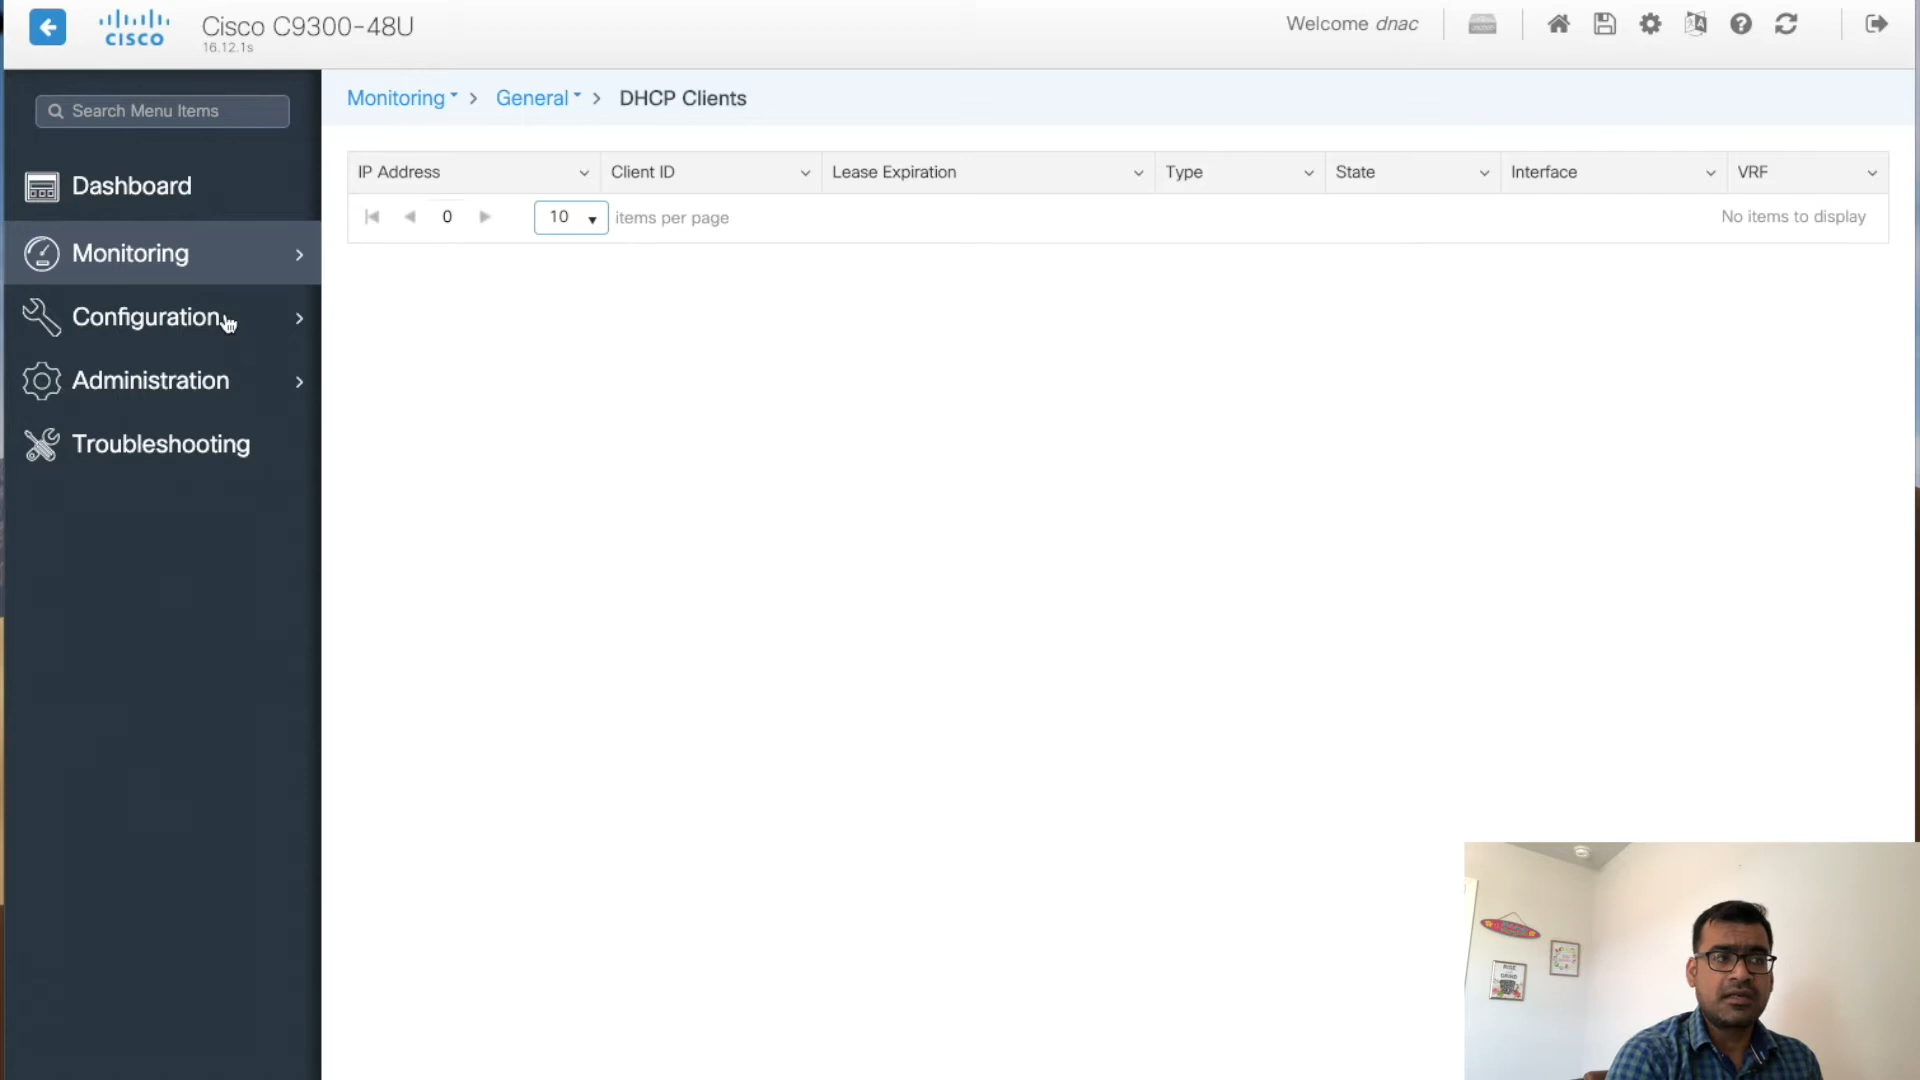 CISCO
Cisco C9300-48U
16.12.1s
Welcome dnac
Search Menu Items
Dashboard
Monitoring
Configuration
Administration
Troubleshooting
Monitoring > General > DHCP Clients
IP Address Client ID Lease Expiration Type State Interface VRF
0 10 items per page No items to display
RISE
GRIND